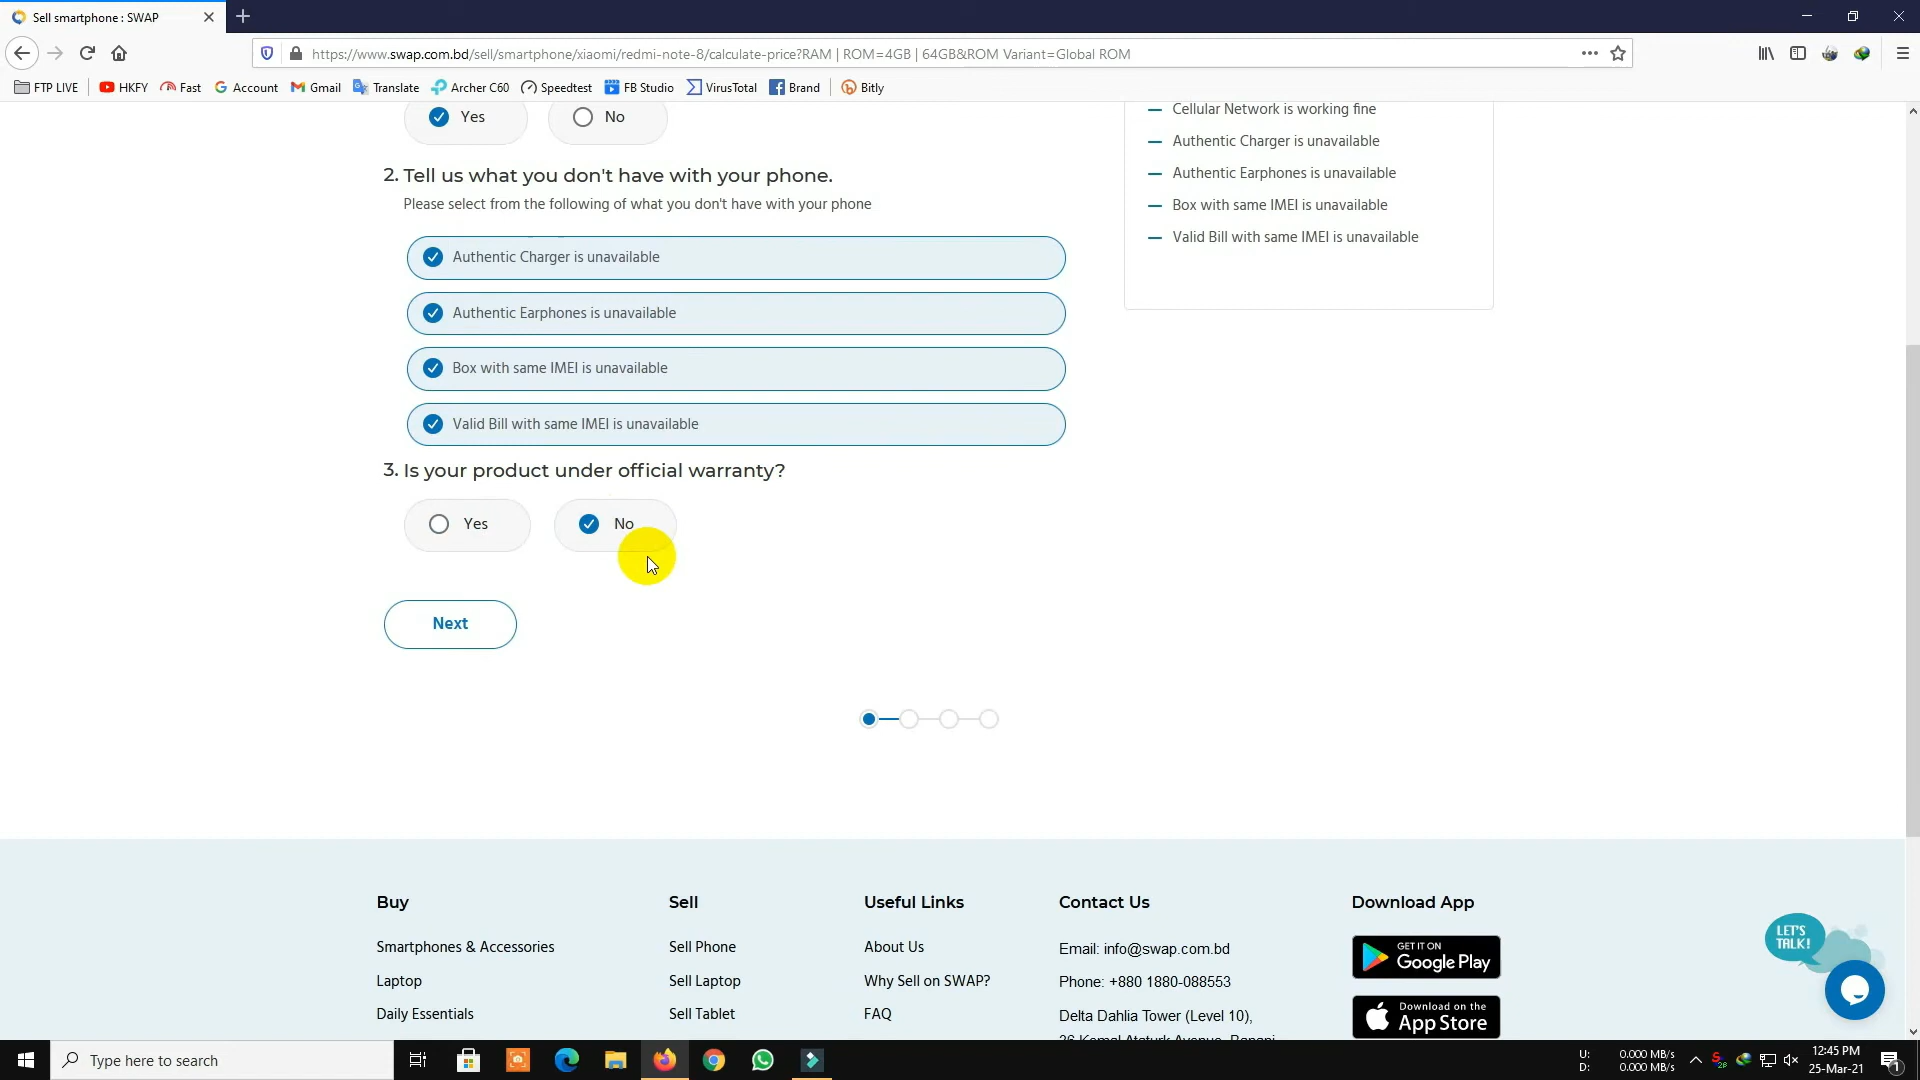 Sell smartphone : SWAP
https://www.swap.com.bd/sell/smartphone/xiaomi/redmi-note-8/calculate-price?RAM | ROM=4GB | 64GB&ROM Variant=Global ROM
FTP LIVE HKFY Fast Account Gmail Translate Archer C60 Speedtest FB Studio VirusTotal Brand Bitly
Yes No
2. Tell us what you don't have with your phone.
Please select from the following of what you don't have with your phone
Authentic Charger is unavailable
Authentic Earphones is unavailable
Box with same IMEI is unavailable
Valid Bill with same IMEI is unavailable
3. Is your product under official warranty?
Yes No
Next
— Cellular Network is working fine
— Authentic Charger is unavailable
— Authentic Earphones is unavailable
— Box with same IMEI is unavailable
— Valid Bill with same IMEI is unavailable
Buy
Smartphones & Accessories
Laptop
Daily Essentials
Sell
Sell Phone
Sell Laptop
Sell Tablet
Useful Links
About Us
Why Sell on SWAP?
FAQ
Contact Us
Email: info@swap.com.bd
Phone: +880 1880-088553
Delta Dahlia Tower (Level 10),
36 Kemal Ataturk Avenue, Banani,
Download App
GET IT ON
Google Play
Download on the
App Store
LET'S
TALK!
Type here to search
U: 0.000 MB/s
D: 0.000 MB/s
28
12:45 PM
25-Mar-21
1